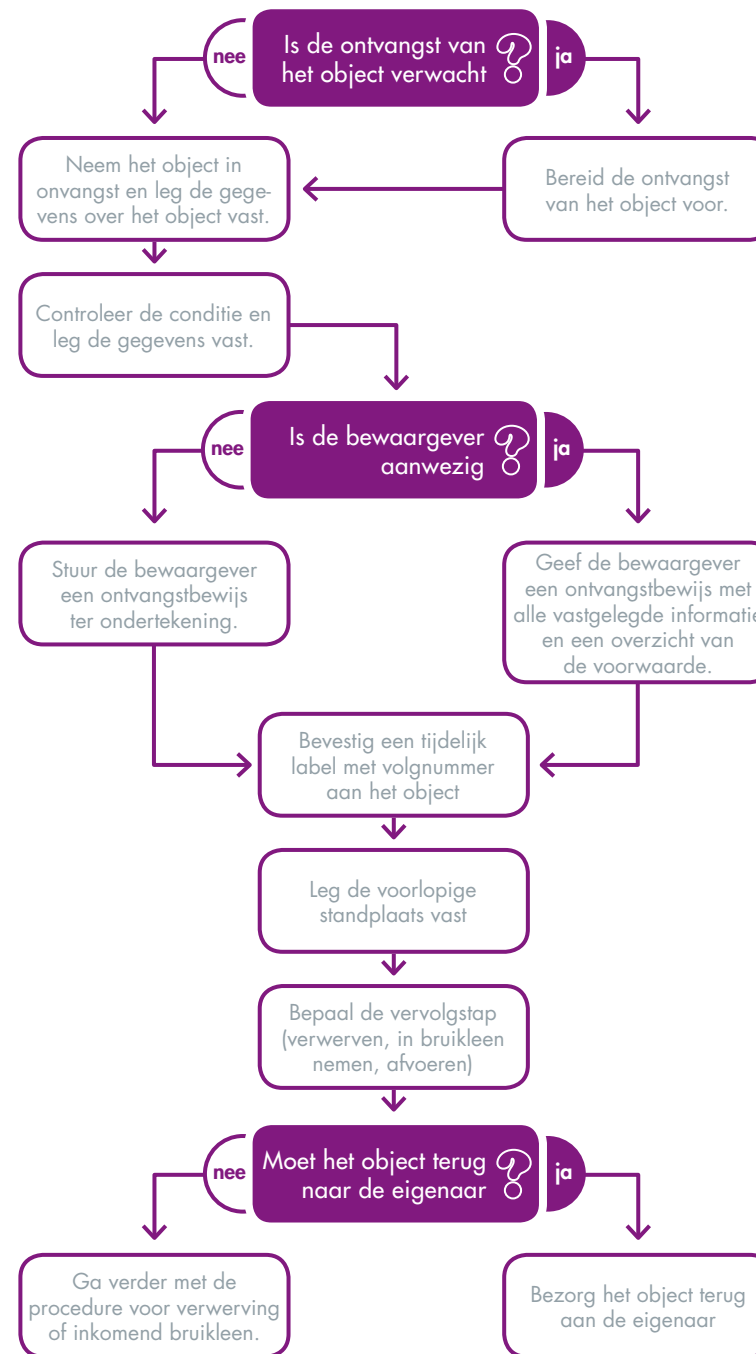 nee
Is de ontvangst van
het object verwacht
?
ja
Neem het object in
onvangst en leg de gege-
vens over het object vast.
Bereid de ontvangst
van het object voor.
Controleer de conditie en
leg de gegevens vast.
nee
Is de bewaargever
aanwezig
?
ja
Stuur de bewaargever
een ontvangstbewijs
ter ondertekening.
Geef de bewaargever
een ontvangstbewijs met
alle vastgelegde informatie
en een overzicht van
de voorwaarde.
Bevestig een tijdelijk
label met volgnummer
aan het object
Leg de voorlopige
standplaats vast
Bepaal de vervolgstap
(verwerven, in bruikleen
nemen, afvoeren)
nee
Moet het object terug
naar de eigenaar
?
ja
Ga verder met de
procedure voor verwerving
of inkomend bruikleen.
Bezorg het object terug
aan de eigenaar